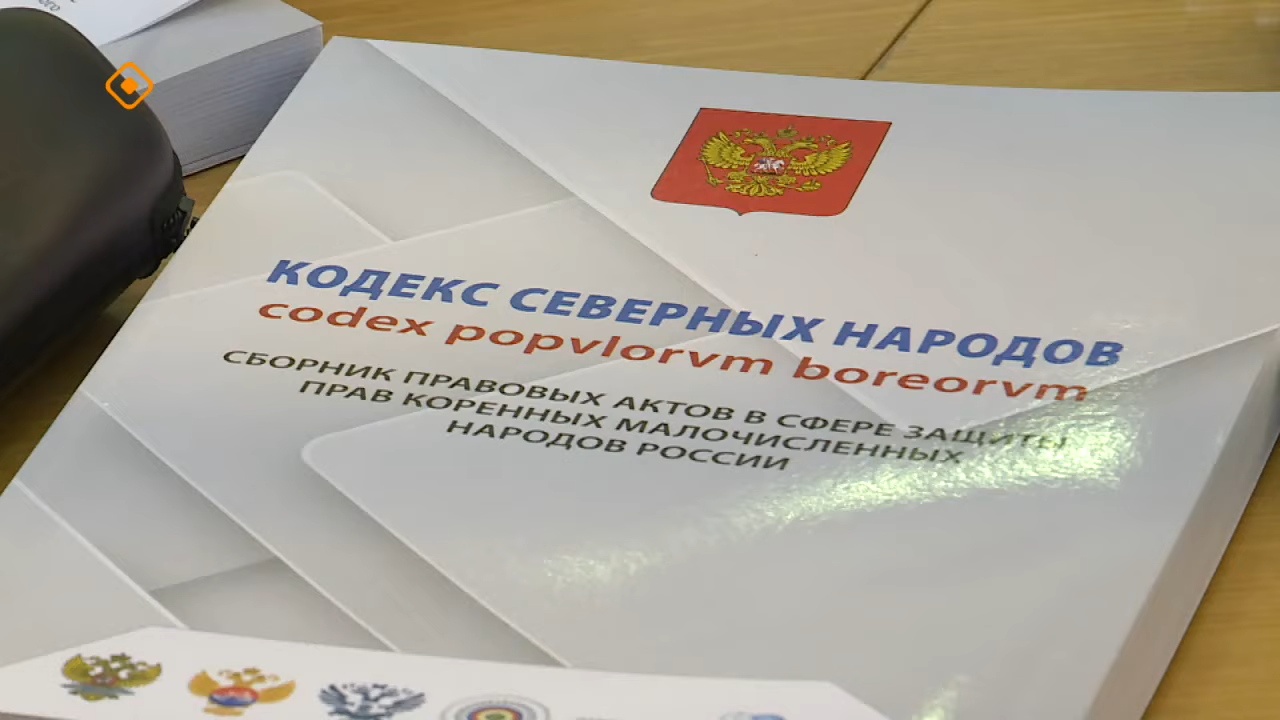 КОДЕКС СЕВЕРНЫХ НАРОДОВ
codex popvlorvm boreorvm
СБОРНИК ПРАВОВЫХ АКТОВ В СФЕРЕ ЗАЩИТЫ
ПРАВ КОРЕННЫХ МАЛОЧИСЛЕННЫХ
НАРОДОВ РОССИИ